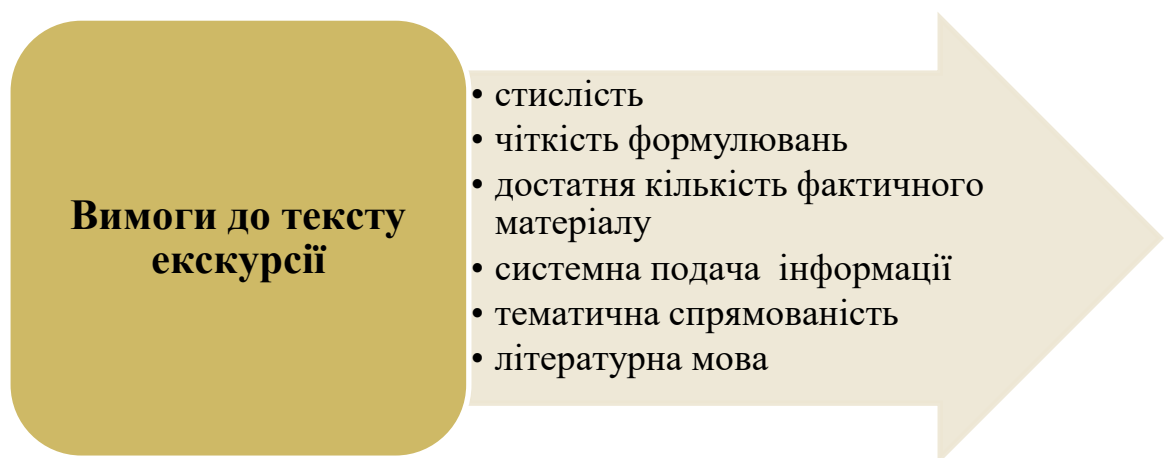 Вимоги до тексту
екскурсії
• стислість
• чіткість формулювань
• достатня кількість фактичного
матеріалу
• системна подача  інформації
• тематична спрямованість
• літературна мова